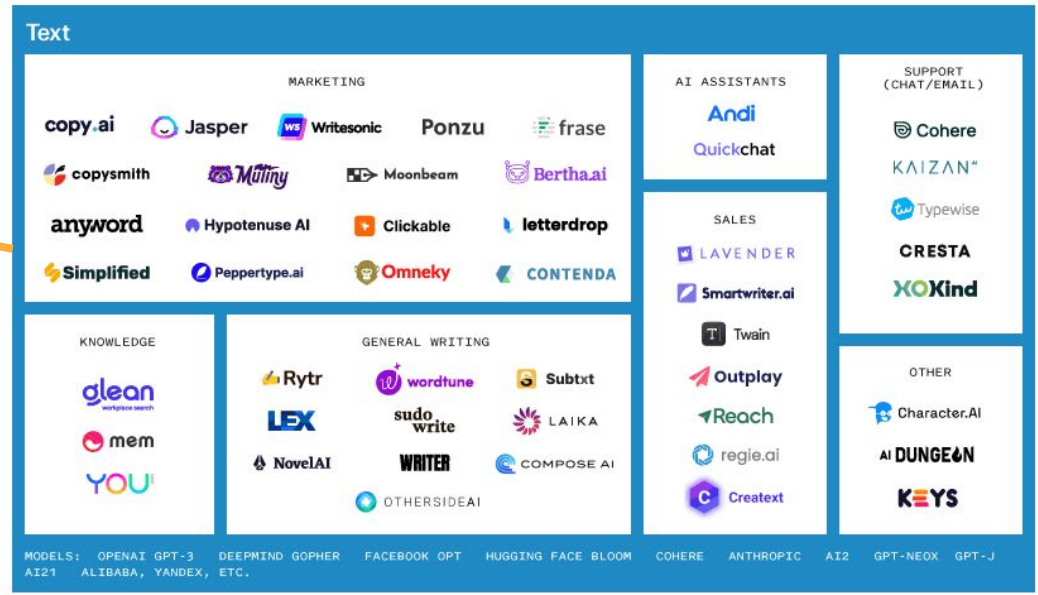 Text
MARKETING
copy.ai Jasper WS Writesonic Ponzu frase
copysmith Mutiny Moonbeam Bertha.ai
anyword Hypotenuse AI Clickable letterdrop
Simplified Peppertype.ai Omneky CONTENDA
AI ASSISTANTS
Andi
Quickchat
SUPPORT
(CHAT/EMAIL)
Cohere
KAIZAN
tw Typewise
CRESTA
XOKind
KNOWLEDGE
glean
workplace search
mem
YOU
GENERAL WRITING
Rytr w wordtune S Subtxt
LEX sudo
write LAIKA
NovelAI WRITER COMPOSE AI
OTHERSIDEAI
SALES
LAVENDER
Smartwriter.ai
T Twain
Outplay
Reach
regie.ai
C Creatext
OTHER
Character.AI
AI DUNGEON
KEYS
MODELS: OPENAI GPT-3 DEEPMIND GOPHER FACEBOOK OPT HUGGING FACE BLOOM COHERE ANTHROPIC AI2 GPT-NEOX GPT-J
AI21 ALIBABA, YANDEX, ETC.